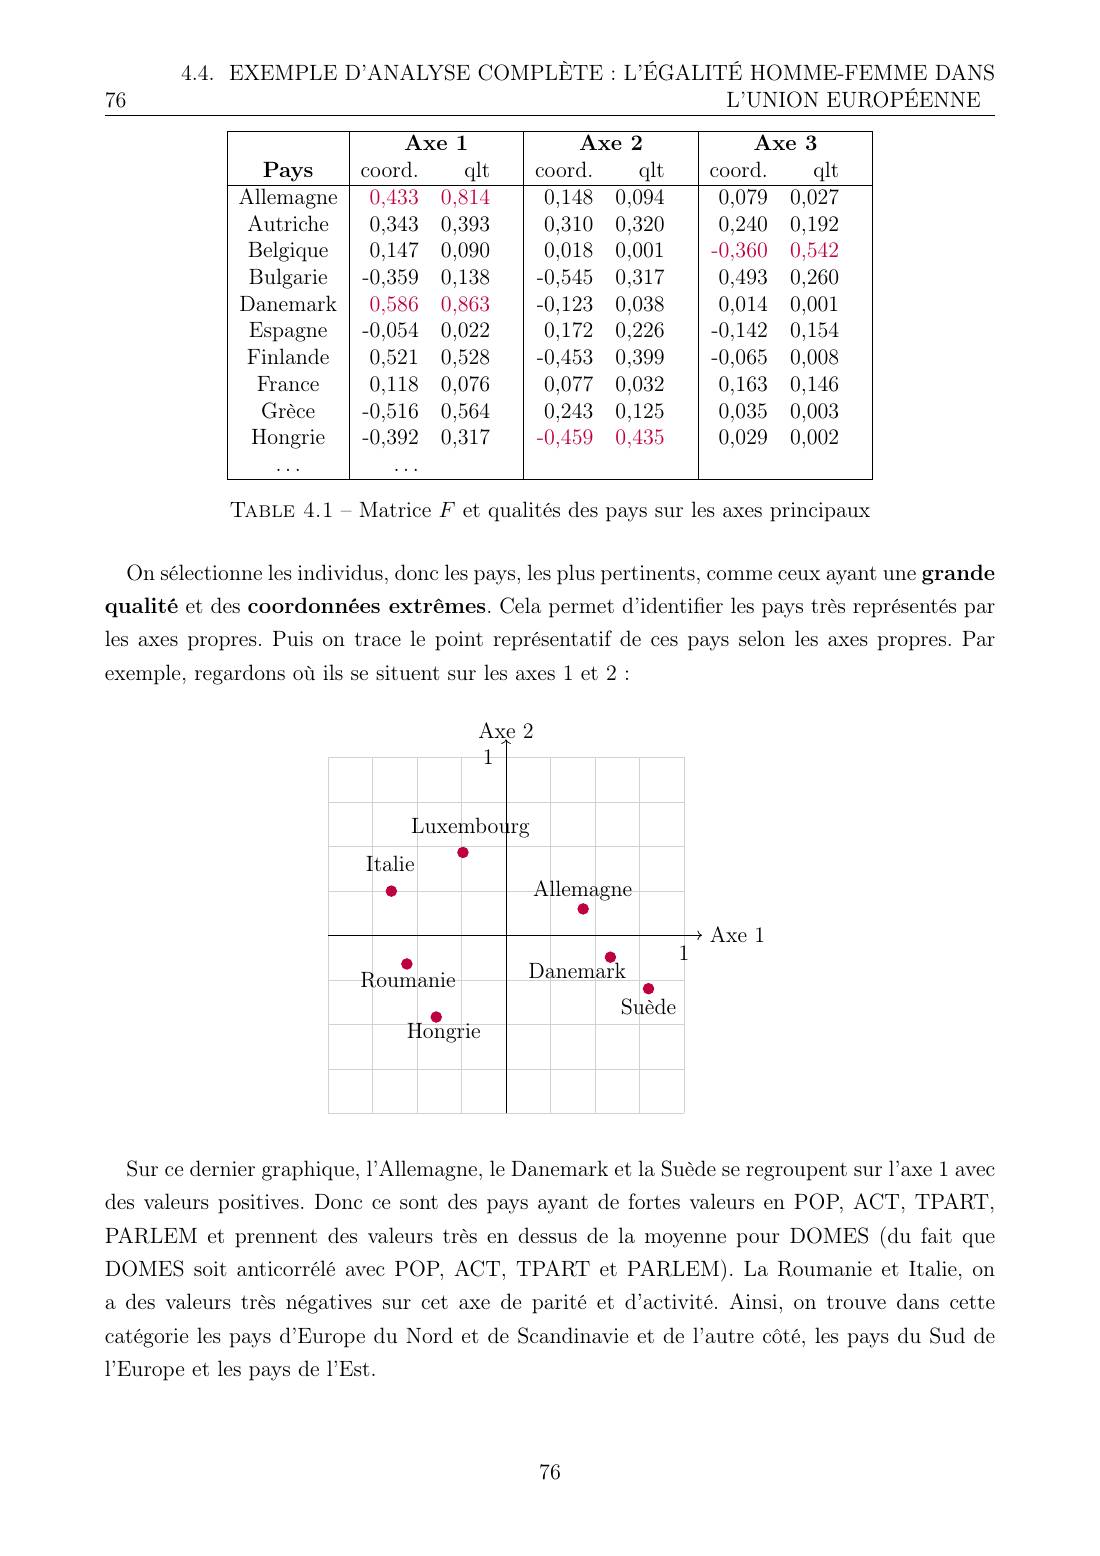 4.4. EXEMPLE D'ANALYSE COMPLÈTE : L'ÉGALITÉ HOMME-FEMME DANS
76 L'UNION EUROPÉENNE
Axe 1 Axe 2 Axe 3
Pays coord. qlt coord. qlt coord. qlt
Allemagne 0,433 0,814 0,148 0,094 0,079 0,027
Autriche 0,343 0,393 0,310 0,320 0,240 0,192
Belgique 0,147 0,090 0,018 0,001 -0,360 0,542
Bulgarie -0,359 0,138 -0,545 0,317 0,493 0,260
Danemark 0,586 0,863 -0,123 0,038 0,014 0,001
Espagne -0,054 0,022 0,172 0,226 -0,142 0,154
Finlande 0,521 0,528 -0,453 0,399 -0,065 0,008
France 0,118 0,076 0,077 0,032 0,163 0,146
Grèce -0,516 0,564 0,243 0,125 0,035 0,003
Hongrie -0,392 0,317 -0,459 0,435 0,029 0,002
... ...
TABLE 4.1 – Matrice F et qualités des pays sur les axes principaux
On sélectionne les individus, donc les pays, les plus pertinents, comme ceux ayant une grande
qualité et des coordonnées extrêmes. Cela permet d'identifier les pays très représentés par
les axes propres. Puis on trace le point représentatif de ces pays selon les axes propres. Par
exemple, regardons où ils se situent sur les axes 1 et 2 :
Axe 2
1
Luxembourg
Italie
Allemagne
Axe 1
1
Danemark
Roumanie
Suède
Hongrie
Sur ce dernier graphique, l'Allemagne, le Danemark et la Suède se regroupent sur l'axe 1 avec
des valeurs positives. Donc ce sont des pays ayant de fortes valeurs en POP, ACT, TPART,
PARLEM et prennent des valeurs très en dessus de la moyenne pour DOMES (du fait que
DOMES soit anticorrélé avec POP, ACT, TPART et PARLEM). La Roumanie et Italie, on
a des valeurs très négatives sur cet axe de parité et d'activité. Ainsi, on trouve dans cette
catégorie les pays d'Europe du Nord et de Scandinavie et de l'autre côté, les pays du Sud de
l'Europe et les pays de l'Est.
76